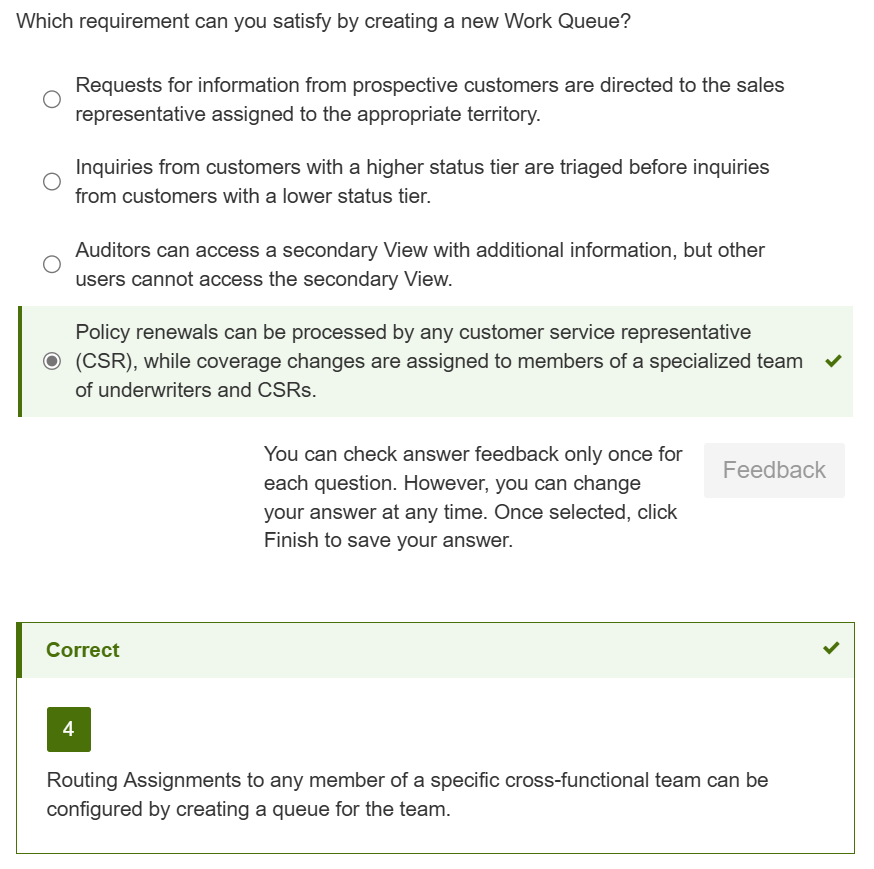 Which requirement can you satisfy by creating a new Work Queue?
Requests for information from prospective customers are directed to the sales
representative assigned to the appropriate territory.
Inquiries from customers with a higher status tier are triaged before inquiries
from customers with a lower status tier.
Auditors can access a secondary View with additional information, but other
users cannot access the secondary View.
Policy renewals can be processed by any customer service representative
(CSR), while coverage changes are assigned to members of a specialized team
of underwriters and CSRs.
You can check answer feedback only once for
each question. However, you can change
your answer at any time. Once selected, click
Finish to save your answer.
Feedback
Correct
4
Routing Assignments to any member of a specific cross-functional team can be
configured by creating a queue for the team.